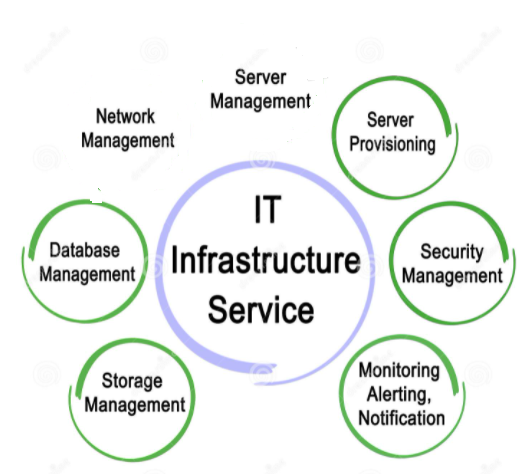 Server
Management
Network
Management
Server
Provisioning
IT
Infrastructure
Service
Database
Management
Security
Management
Storage
Management
Monitoring
Alerting,
Notification